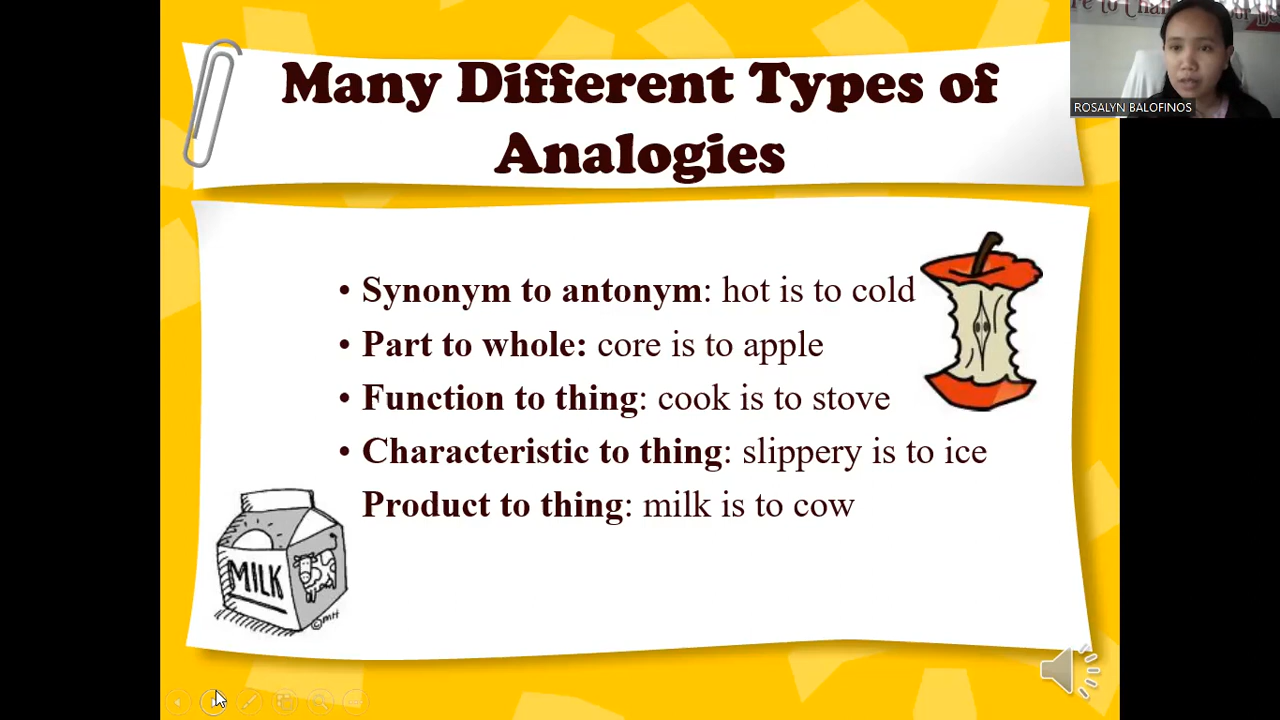 Many Different Types of
Analogies
ROSALYN BALOFINOS
• Synonym to antonym: hot is to cold
• Part to whole: core is to apple
• Function to thing: cook is to stove
• Characteristic to thing: slippery is to ice
Product to thing: milk is to cow
MILK
©MH